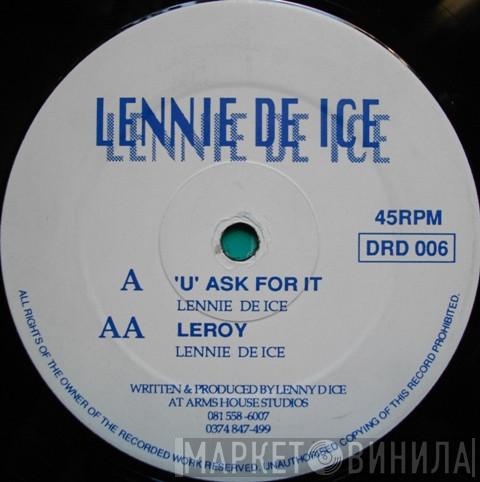 LENNIE DE ICE
LENNIE DE ICE
45RPM
DRD 006
A 'U' ASK FOR IT
LENNIE DE ICE
AA LEROY
LENNIE DE ICE
WRITTEN & PRODUCED BY LENNY D ICE
AT ARMS HOUSE STUDIOS
081 558-6007
0374 847-499
ALL RIGHTS OF THE OWNER OF THE RECORDED WORK RESERVED. UNAUTHORISED COPYING OF THIS RECORD PROHIBITED.
МАРКЕТ ВИНИЛА